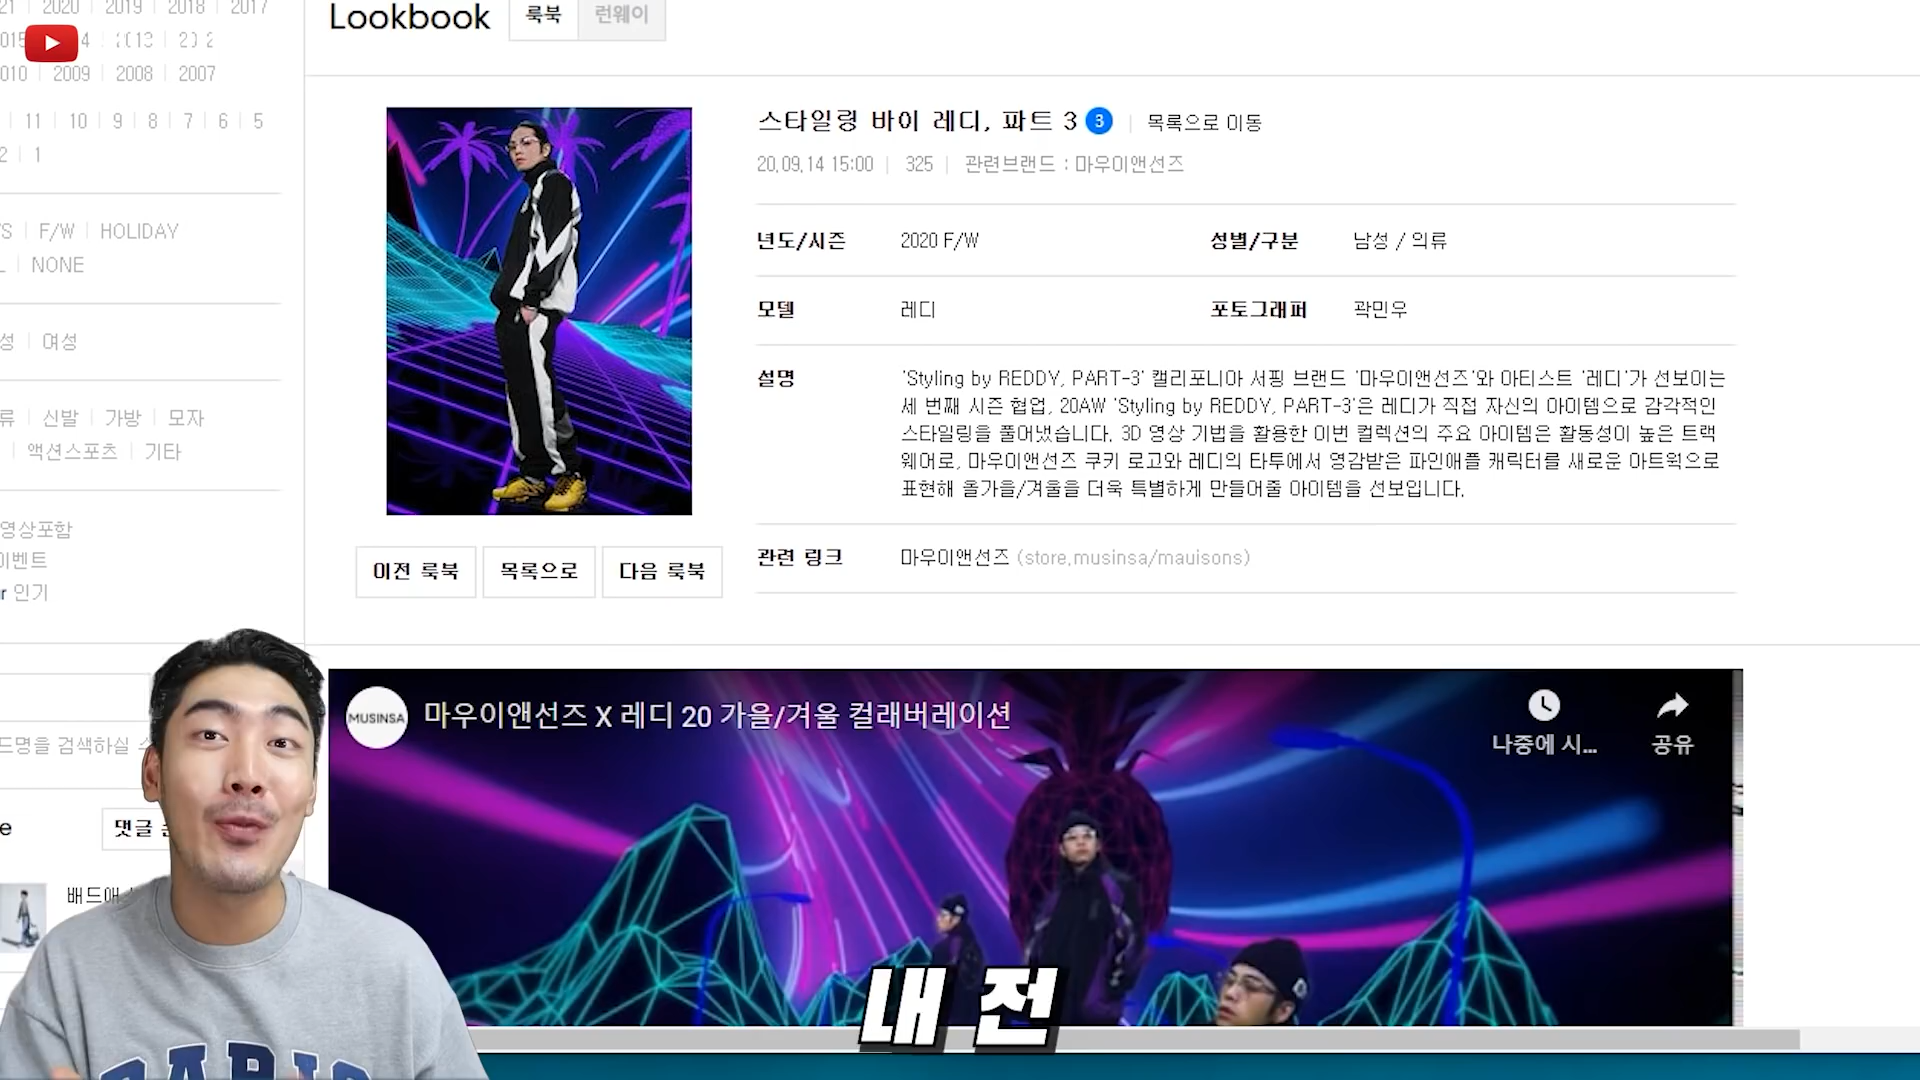 2020 | 2019 | 2018 | 2017
2010 | 2009 | 2008 | 2007
11 | 10 | 9 | 8 | 7 | 6 | 5
2 | 1
F/W | HOLIDAY
NONE
여성
신발 | 가방 | 모자
액션스포츠 | 기타
영상포함
이벤트
인기
Lookbook 룩북 런웨이
스타일링 바이 레디, 파트 3 3 | 목록으로 이동
20.09.14 15:00 | 325 | 관련브랜드 : 마우이앤선즈
년도/시즌 2020 F/W 성별/구분 남성 / 의류
모델 레디 포토그래퍼 곽민우
설명 'Styling by REDDY, PART-3' 캘리포니아 서핑 브랜드 '마우이앤선즈'와 아티스트 '레디'가 선보이는
세 번째 시즌 협업, 20AW 'Styling by REDDY, PART-3'은 레디가 직접 자신의 아이템으로 감각적인
스타일링을 풀어냈습니다. 3D 영상 기법을 활용한 이번 컬렉션의 주요 아이템은 활동성이 높은 트랙
웨어로, 마우이앤선즈 쿠키 로고와 레디의 타투에서 영감받은 파인애플 캐릭터를 새로운 아트웍으로
표현해 올가을/겨울을 더욱 특별하게 만들어줄 아이템을 선보입니다.
관련 링크 마우이앤선즈 (store.musinsa/mauisons)
이전 룩북 목록으로 다음 룩북
MUSINSA 마우이앤선즈 X 레디 20 가을/겨울 컬래버레이션
나중에 시... 공유
드명을 검색하실
댓글
배드애
내 전